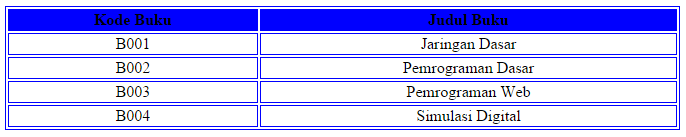 Kode Buku Judul Buku
B001 Jaringan Dasar
B002 Pemrograman Dasar
B003 Pemrograman Web
B004 Simulasi Digital